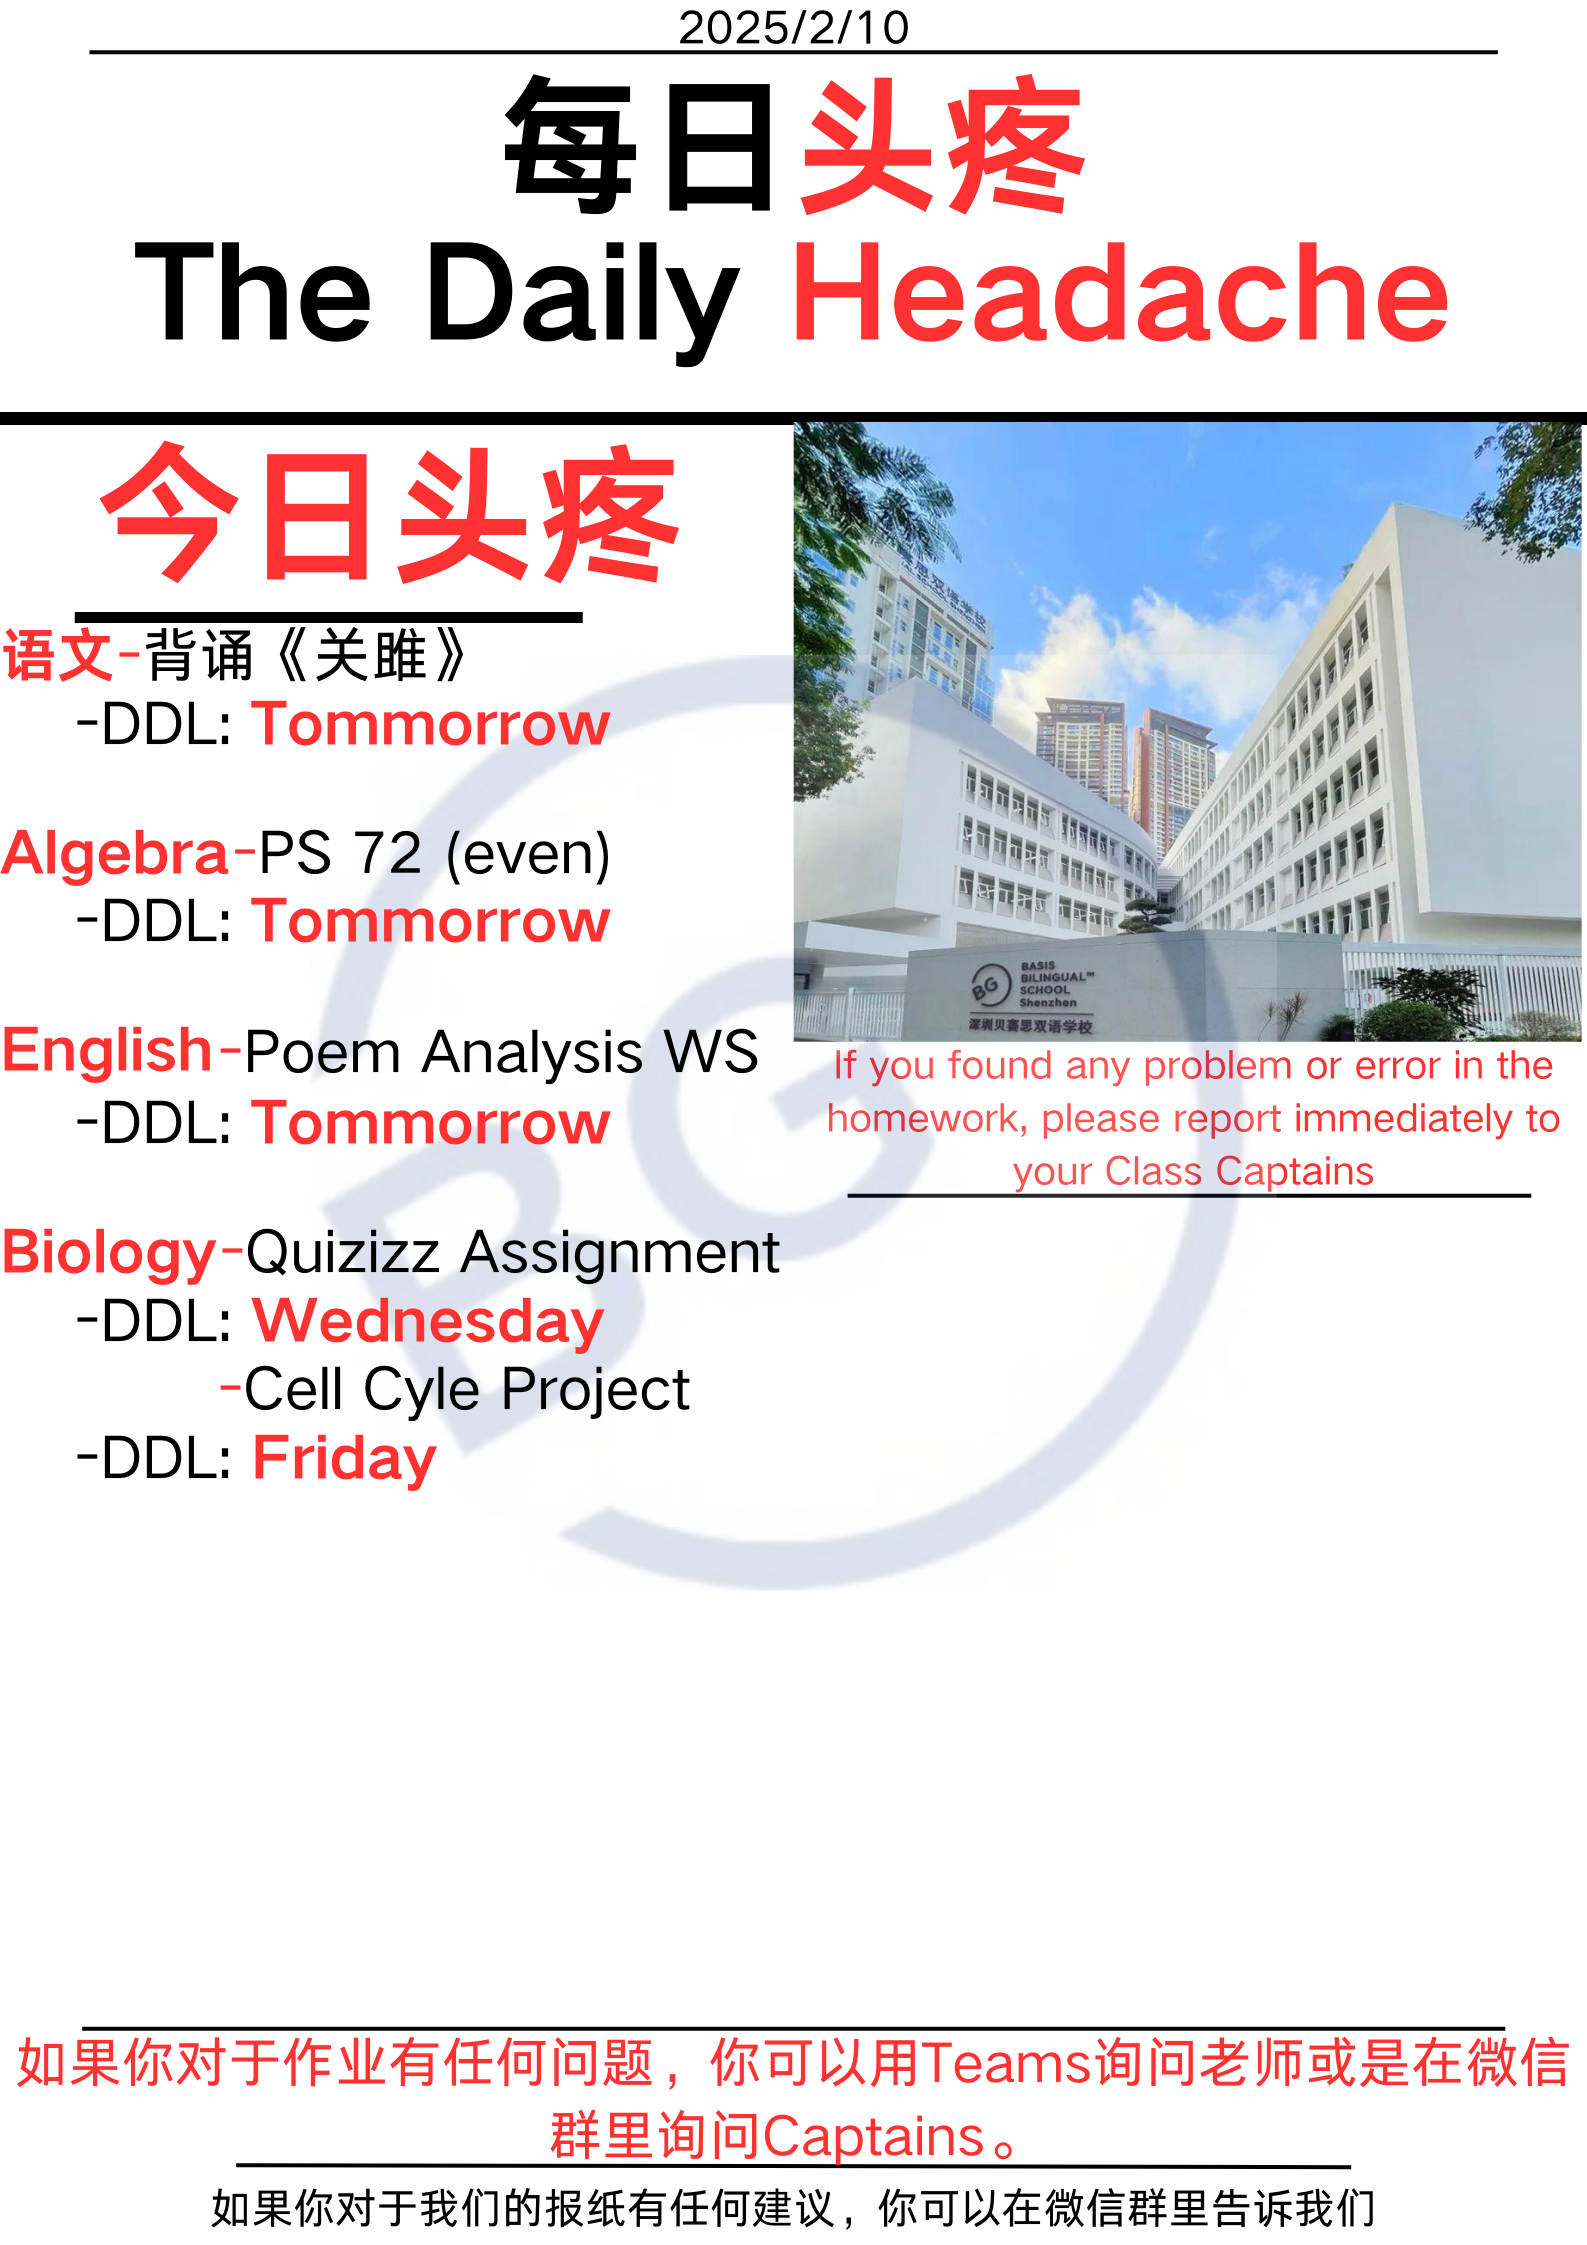 2025/2/10
每日头疼
The Daily Headache
今日头疼
语文-背诵《关雎》
-DDL: Tommorrow
Algebra-PS 72 (even)
-DDL: Tommorrow
English-Poem Analysis WS
-DDL: Tommorrow
Biology-Quizizz Assignment
-DDL: Wednesday
-Cell Cyle Project
-DDL: Friday
思双语学校
BG
BASIS
BILINGUAL™
SCHOOL
Shenzhen
深圳贝赛思双语学校
If you found any problem or error in the
homework, please report immediately to
your Class Captains
BG
如果你对于作业有任何问题，你可以用Teams询问老师或是在微信
群里询问Captains。
如果你对于我们的报纸有任何建议，你可以在微信群里告诉我们